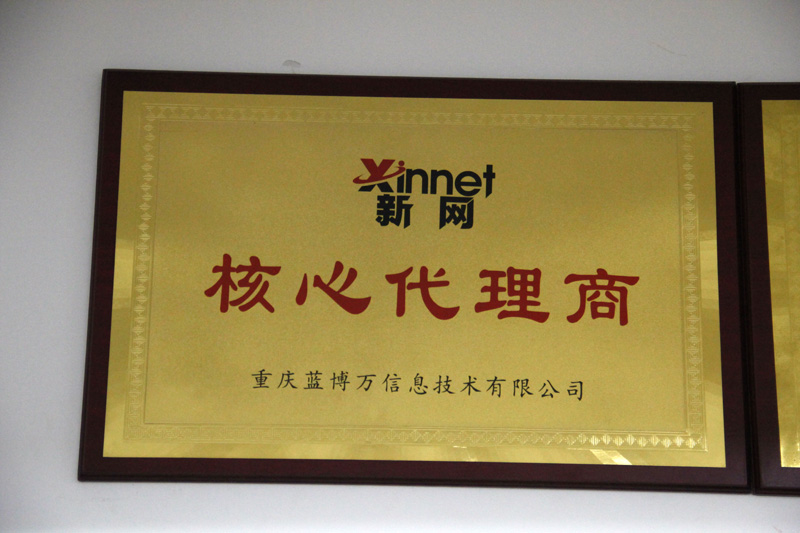 Xinnet
新网
核心代理商
重庆蓝博万信息技术有限公司